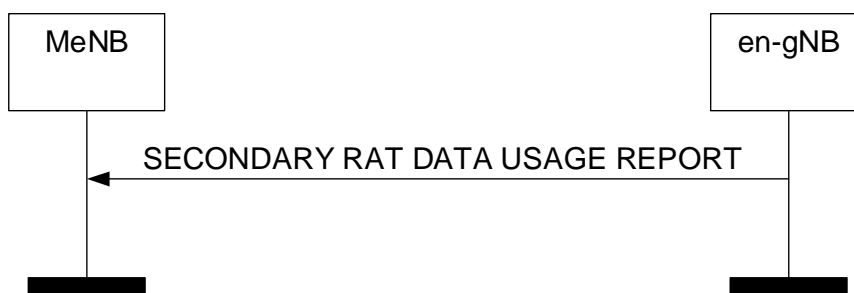 MeNB
en-gNB
SECONDARY RAT DATA USAGE REPORT